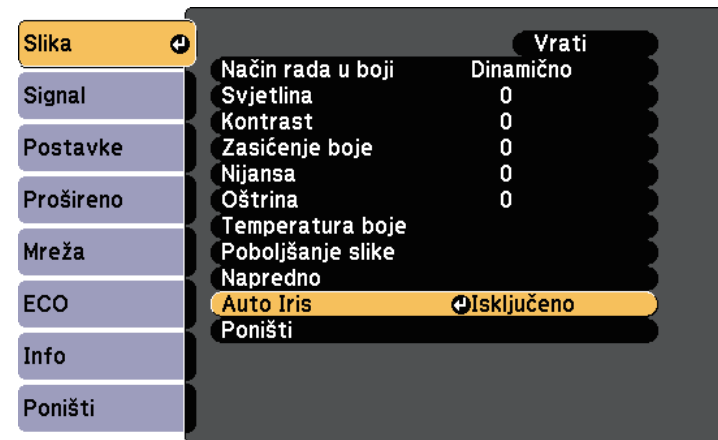 Slika
Signal
Postavke
Prošireno
Mreža
ECO
Info
Poništi
Vrati
Način rada u boji Dinamično
Svjetlina 0
Kontrast 0
Zasićenje boje 0
Nijansa 0
Oštrina 0
Temperatura boje
Poboljšanje slike
Napredno
Auto Iris Isključeno
Poništi